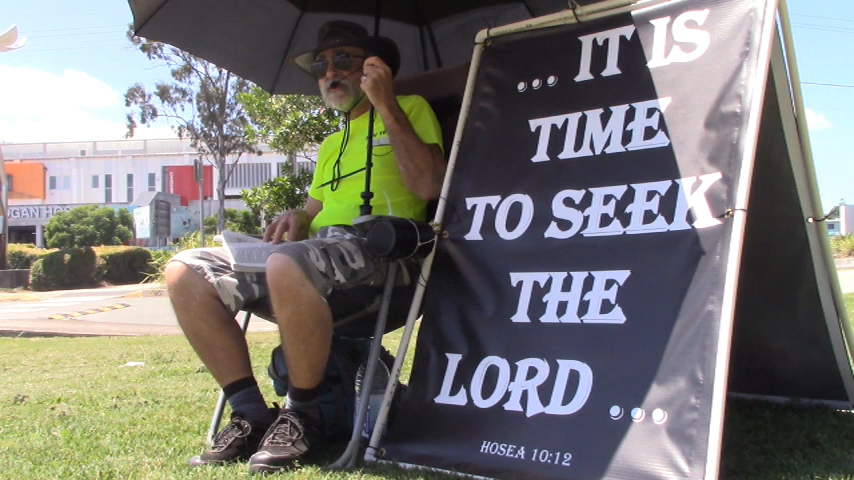 ... IT IS
TIME
TO SEEK
THE
LORD ...
HOSEA 10:12